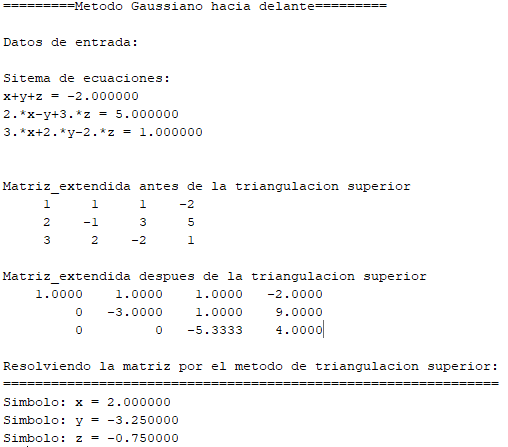 =========Metodo Gaussiano hacia delante=========
Datos de entrada:
Sitema de ecuaciones:
x+y+z = -2.000000
2.*x-y+3.*z = 5.000000
3.*x+2.*y-2.*z = 1.000000
Matriz_extendida antes de la triangulacion superior
1 1 1 -2
2 -1 3 5
3 2 -2 1
Matriz_extendida despues de la triangulacion superior
1.0000 1.0000 1.0000 -2.0000
0 -3.0000 1.0000 9.0000
0 0 -5.3333 4.0000
Resolviendo la matriz por el metodo de triangulacion superior:
==============================================================
Simbolo: x = 2.000000
Simbolo: y = -3.250000
Simbolo: z = -0.750000